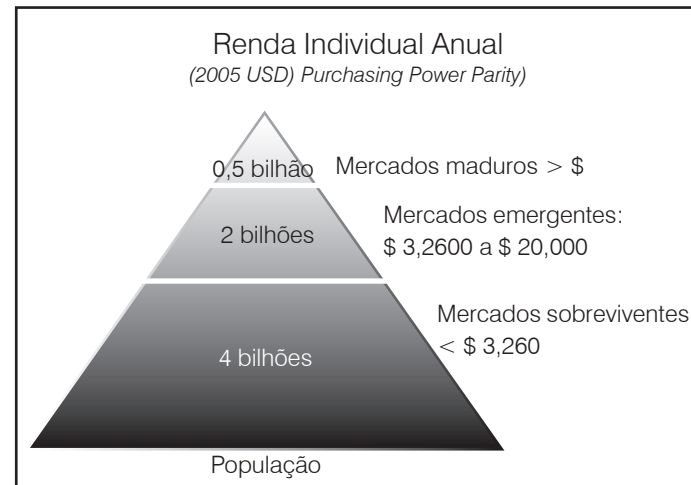 Renda Individual Anual
(2005 USD) Purchasing Power Parity)
0,5 bilhão
Mercados maduros > $
2 bilhões
Mercados emergentes:
$ 3,2600 a $ 20,000
4 bilhões
Mercados sobreviventes
< $ 3,260
População